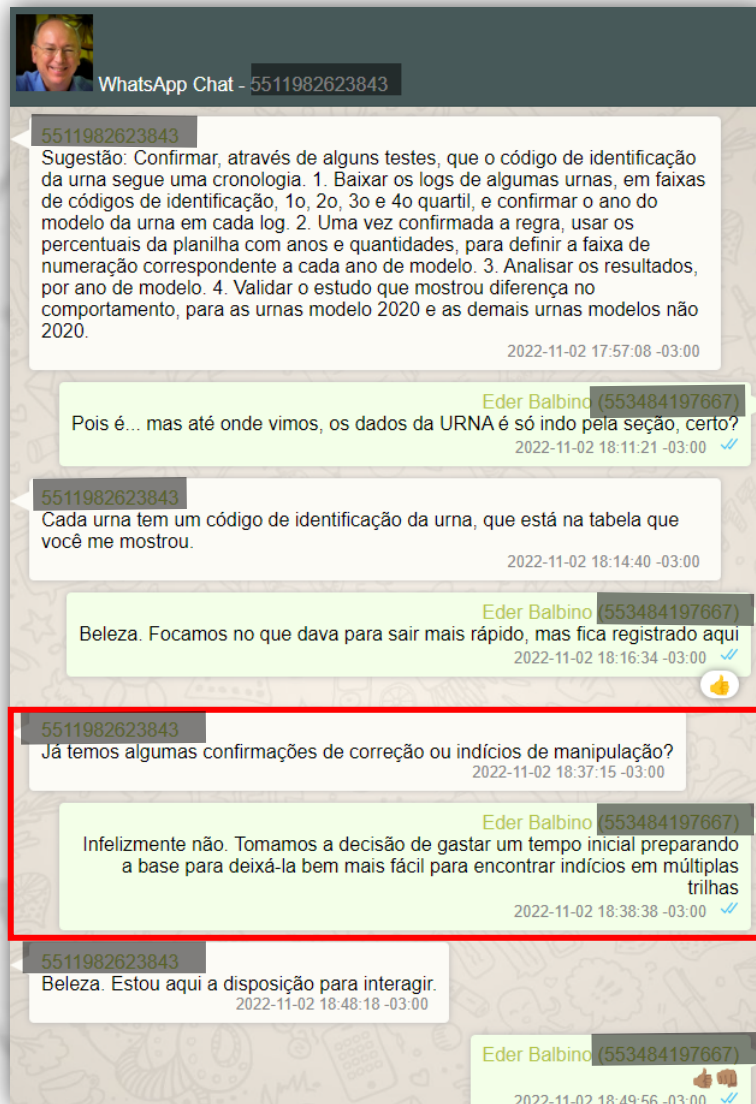 WhatsApp Chat - 5511982623843
5511982623843
Sugestão: Confirmar, através de alguns testes, que o código de identificação
da urna segue uma cronologia. 1. Baixar os logs de algumas urnas, em faixas
de códigos de identificação, 1o, 2o, 3o e 4o quartil, e confirmar o ano do
modelo da urna em cada log. 2. Uma vez confirmada a regra, usar os
percentuais da planilha com anos e quantidades, para definir a faixa de
numeração correspondente a cada ano de modelo. 3. Analisar os resultados,
por ano de modelo. 4. Validar o estudo que mostrou diferença no
comportamento, para as urnas modelo 2020 e as demais urnas modelos não
2020.
2022-11-02 17:57:08 -03:00
Eder Balbino (553484197667)
Pois é... mas até onde vimos, os dados da URNA é só indo pela seção, certo?
2022-11-02 18:11:21 -03:00
5511982623843
Cada urna tem um código de identificação da urna, que está na tabela que
você me mostrou.
2022-11-02 18:14:40 -03:00
Eder Balbino (553484197667)
Beleza. Focamos no que dava para sair mais rápido, mas fica registrado aqui
2022-11-02 18:16:34 -03:00
5511982623843
Já temos algumas confirmações de correção ou indícios de manipulação?
2022-11-02 18:37:15 -03:00
Eder Balbino (553484197667)
Infelizmente não. Tomamos a decisão de gastar um tempo inicial preparando
a base para deixá-la bem mais fácil para encontrar indícios em múltiplas
trilhas
2022-11-02 18:38:38 -03:00
5511982623843
Beleza. Estou aqui a disposição para interagir.
2022-11-02 18:48:18 -03:00
Eder Balbino (553484197667)
2022-11-02 18:49:56 -03:00